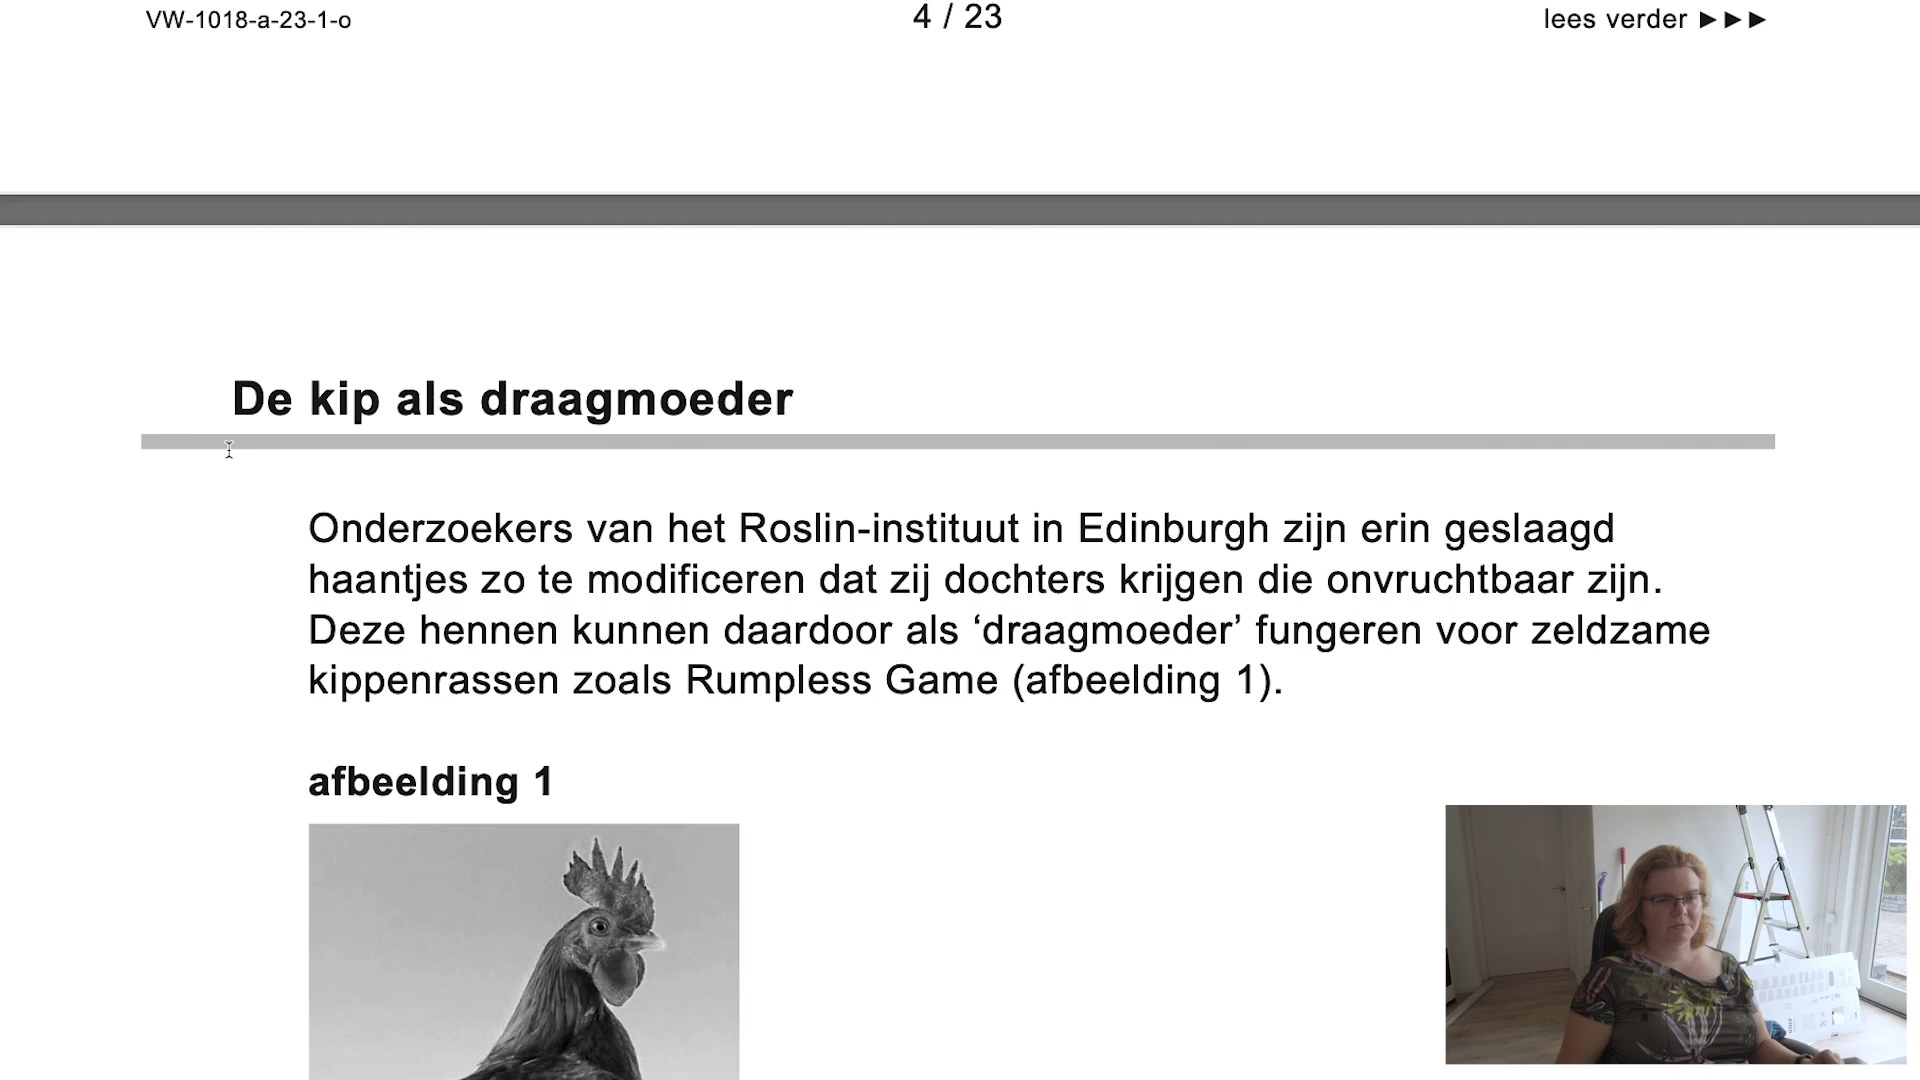 VW-1018-a-23-1-o
4 / 23
lees verder ►►►
De kip als draagmoeder
Onderzoekers van het Roslin-instituut in Edinburgh zijn erin geslaagd
haantjes zo te modificeren dat zij dochters krijgen die onvruchtbaar zijn.
Deze hennen kunnen daardoor als ‘draagmoeder’ fungeren voor zeldzame
kippenrassen zoals Rumpless Game (afbeelding 1).
afbeelding 1